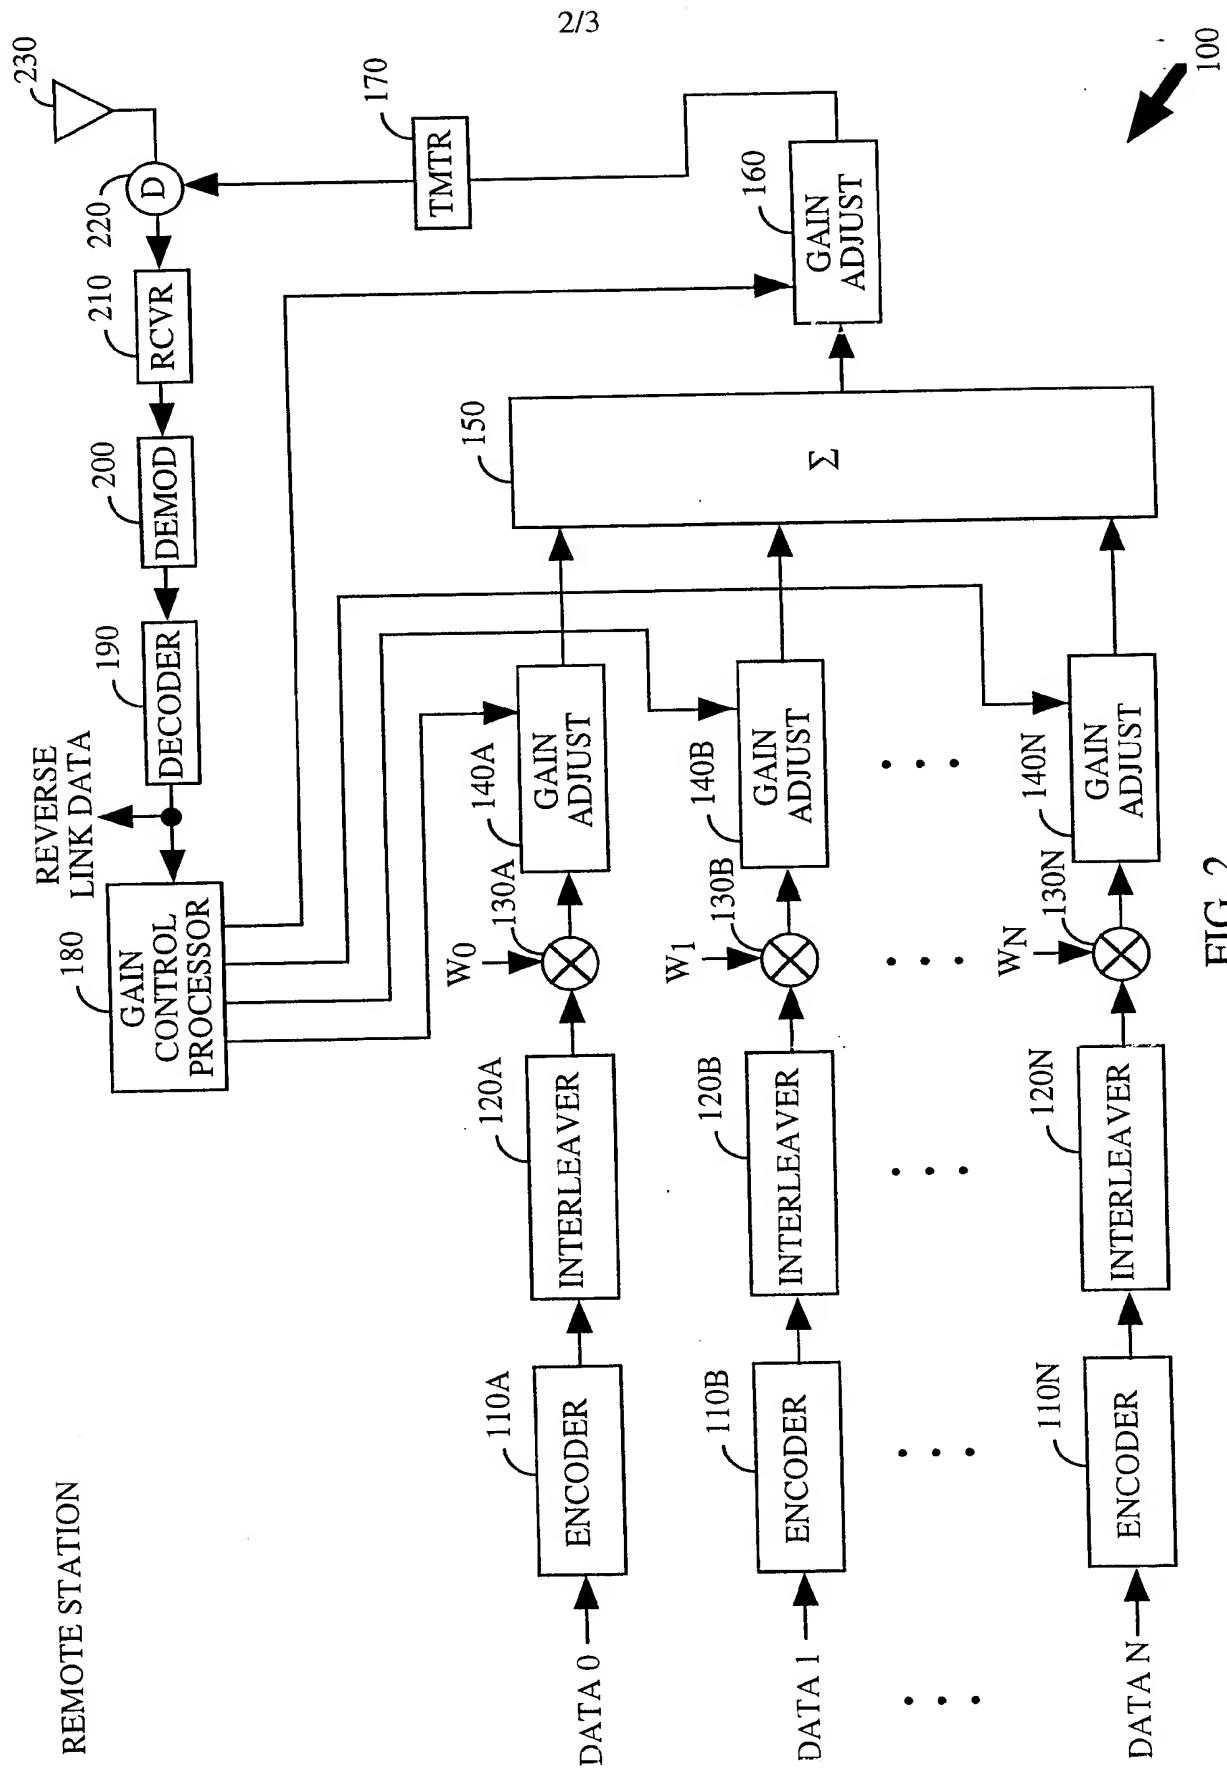 2/3
REMOTE STATION
230
220
D
210
RCVR
200
DEMOD
190
DECODER
REVERSE
LINK DATA
180
GAIN
CONTROL
PROCESSOR
170
TMTR
160
GAIN
ADJUST
150
Σ
DATA 0
110A
ENCODER
120A
INTERLEAVER
W0
130A
140A
GAIN
ADJUST
DATA 1
110B
ENCODER
120B
INTERLEAVER
W1
130B
140B
GAIN
ADJUST
DATA N
110N
ENCODER
120N
INTERLEAVER
WN
130N
140N
GAIN
ADJUST
100
FIG. 2